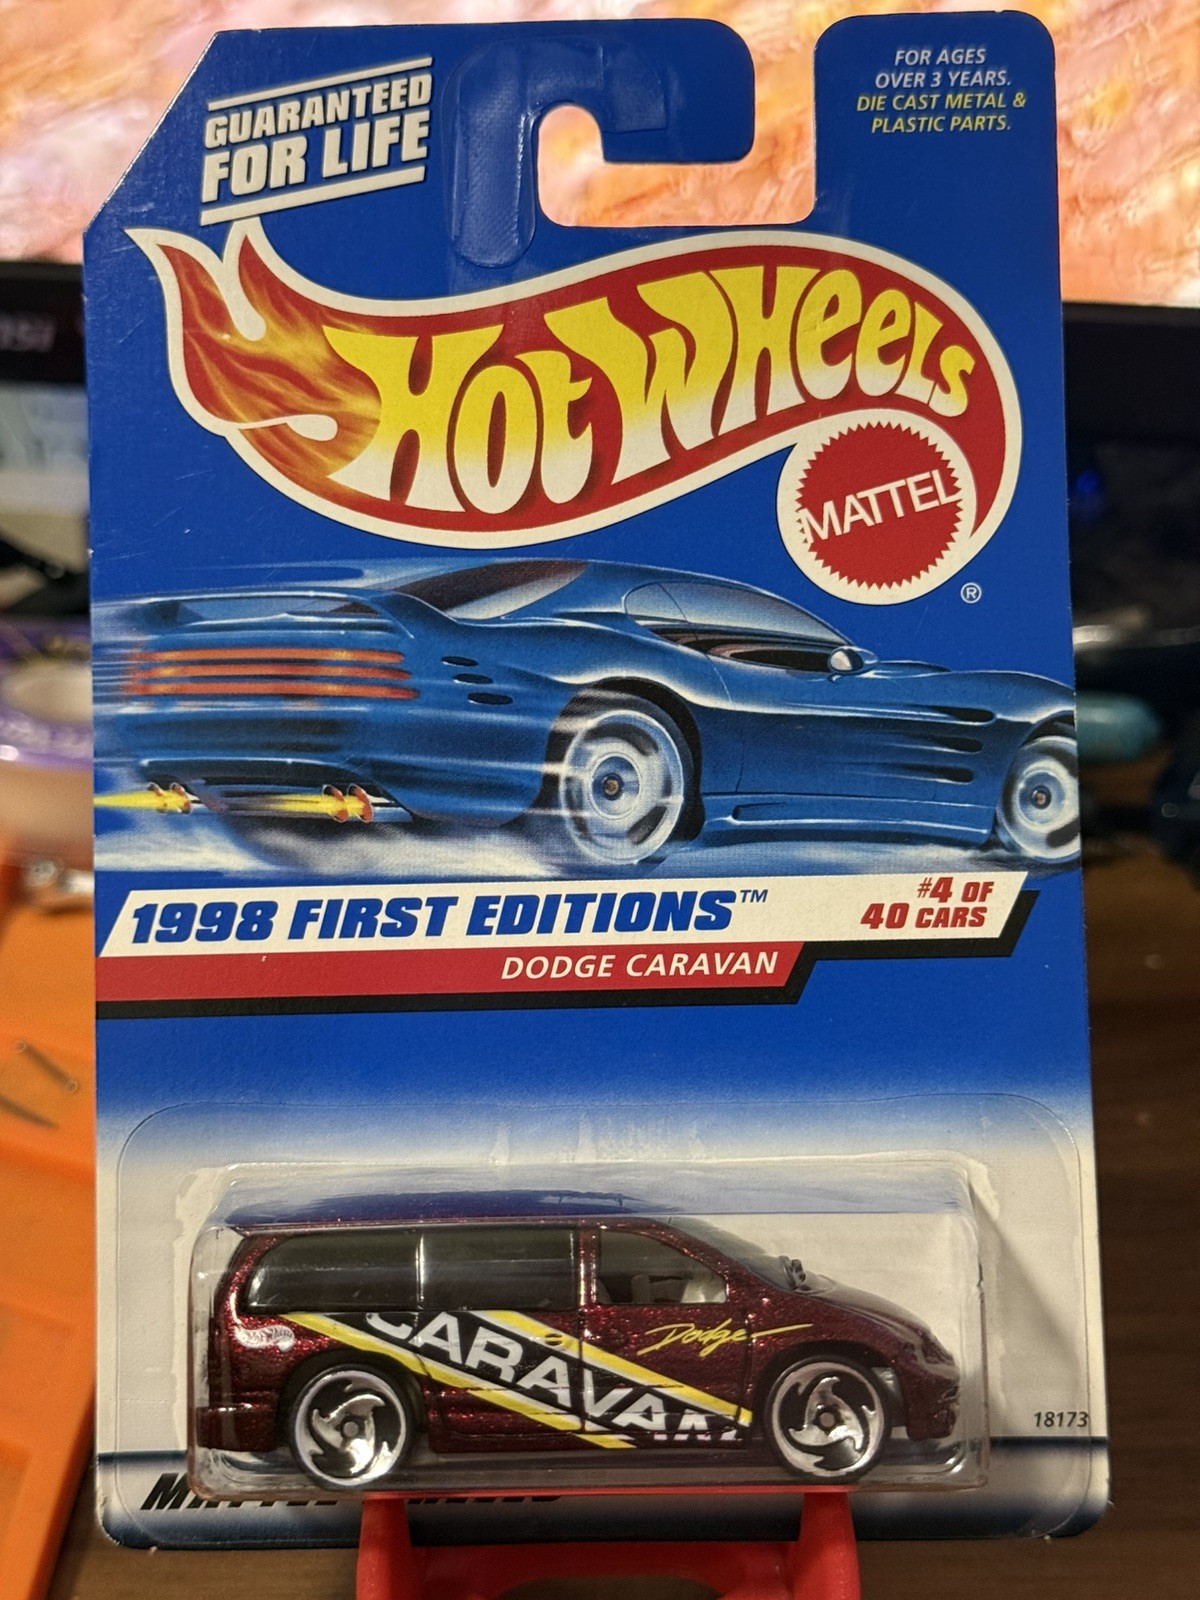 GUARANTEED
FOR LIFE
FOR AGES
OVER 3 YEARS.
DIE CAST METAL &
PLASTIC PARTS.
HOT WHEELS
MATTEL
®
1998 FIRST EDITIONS™
#4 OF
40 CARS
DODGE CARAVAN
CARAVAN
Dodge
18173